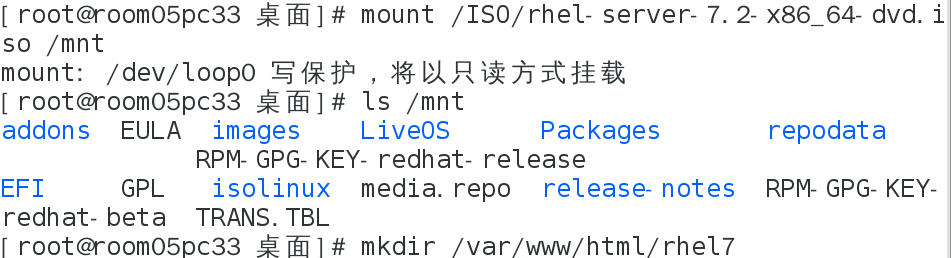 [root@room05pc33 桌面]# mount /ISO/rhel-server-7.2-x86_64-dvd.i
so /mnt
mount: /dev/loop0 写保护，将以只读方式挂载
[root@room05pc33 桌面]# ls /mnt
addons  EULA  images    LiveOS      Packages       repodata
             RPM-GPG-KEY-redhat-release
EFI     GPL   isolinux  media.repo  release-notes  RPM-GPG-KEY-
redhat-beta  TRANS.TBL
[root@room05pc33 桌面]# mkdir /var/www/html/rhel7